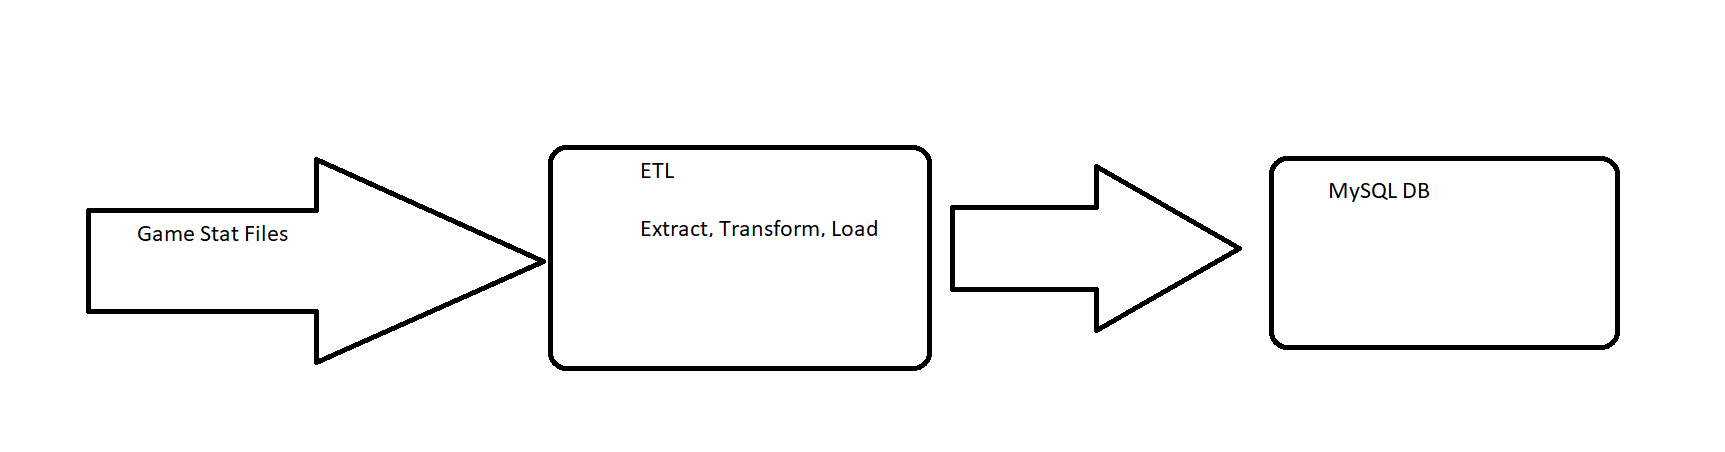 Game Stat Files
ETL
Extract, Transform, Load
MySQL DB